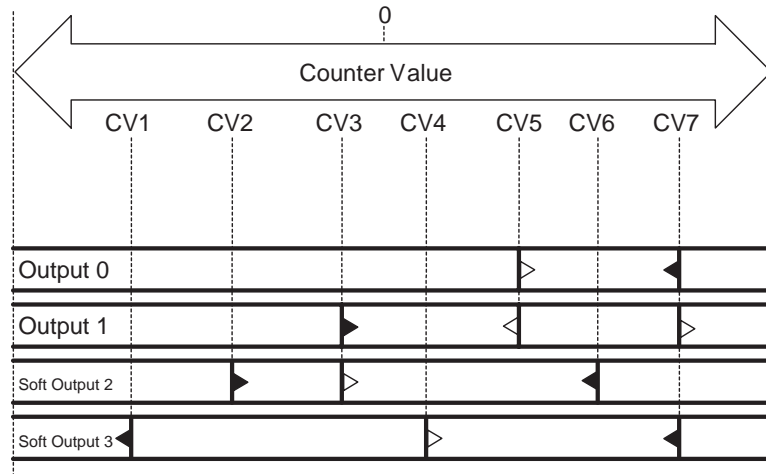 0
Counter Value
CV1 CV2 CV3 CV4 CV5 CV6 CV7
Output 0
Output 1
Soft Output 2
Soft Output 3